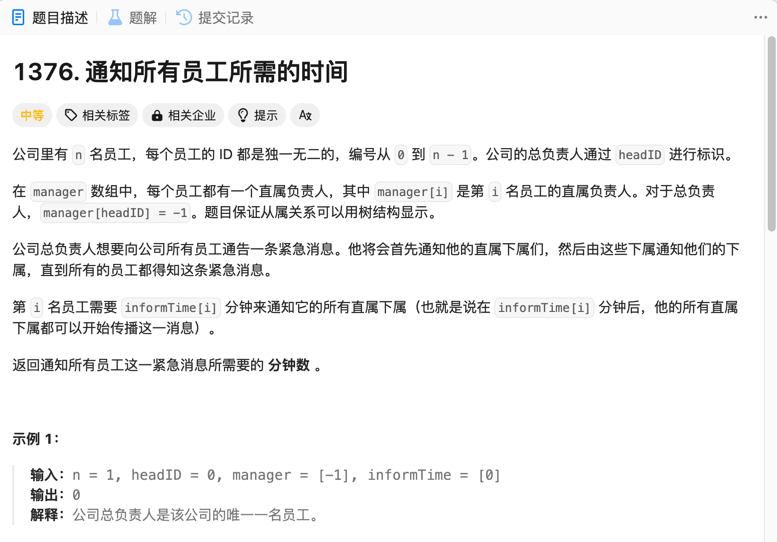 题目描述 题解 提交记录
1376. 通知所有员工所需的时间
中等 相关标签 相关企业 提示
公司里有 n 名员工，每个员工的 ID 都是独一无二的，编号从 0 到 n - 1。公司的总负责人通过 headID 进行标识。
在 manager 数组中，每个员工都有一个直属负责人，其中 manager[i] 是第 i 名员工的直属负责人。对于总负责
人，manager[headID] = -1。题目保证从属关系可以用树结构显示。
公司总负责人想要向公司所有员工通告一条紧急消息。他将会首先通知他的直属下属们，然后由这些下属通知他们的下
属，直到所有的员工都得知这条紧急消息。
第 i 名员工需要 informTime[i] 分钟来通知它的所有直属下属（也就是说在 informTime[i] 分钟后，他的所有直属
下属都可以开始传播这一消息）。
返回通知所有员工这一紧急消息所需要的 分钟数 。
示例 1：
输入：n = 1, headID = 0, manager = [-1], informTime = [0]
输出：0
解释：公司总负责人是该公司的唯一一名员工。